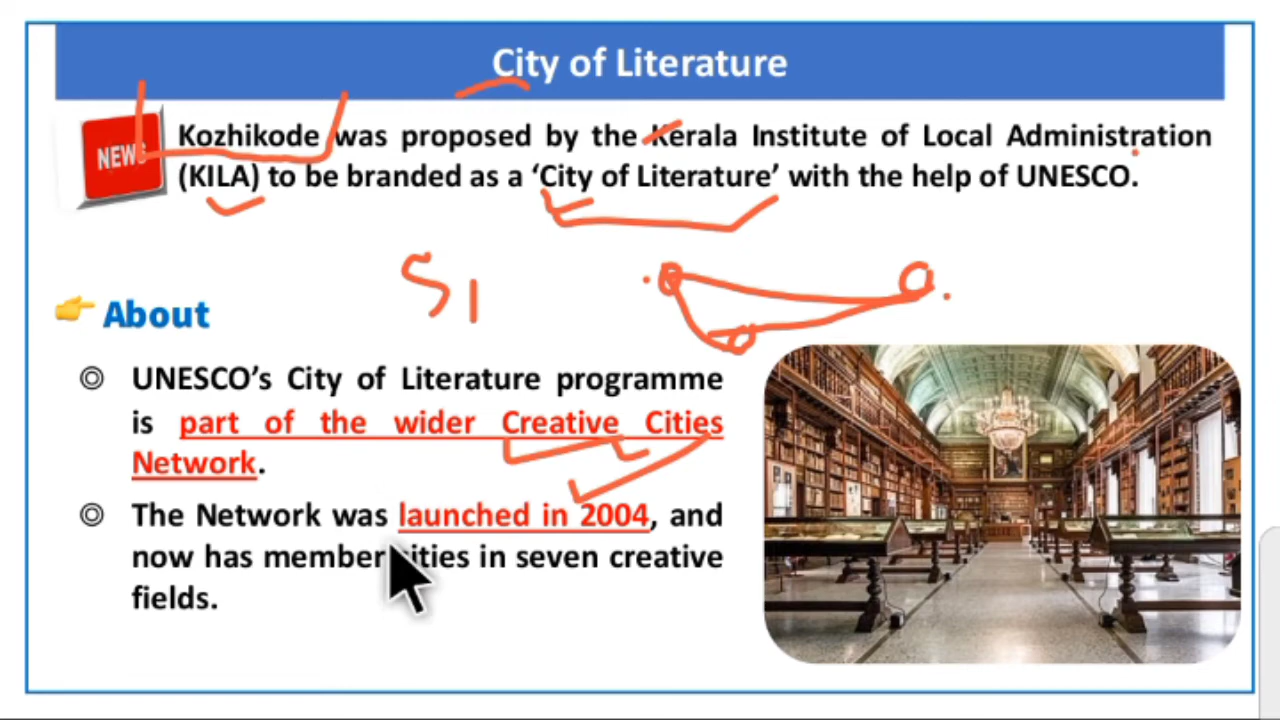 City of Literature
NEWS
Kozhikode was proposed by the Kerala Institute of Local Administration
(KILA) to be branded as a ‘City of Literature’ with the help of UNESCO.
S1
About
UNESCO’s City of Literature programme
is part of the wider Creative Cities
Network.
The Network was launched in 2004, and
now has member cities in seven creative
fields.